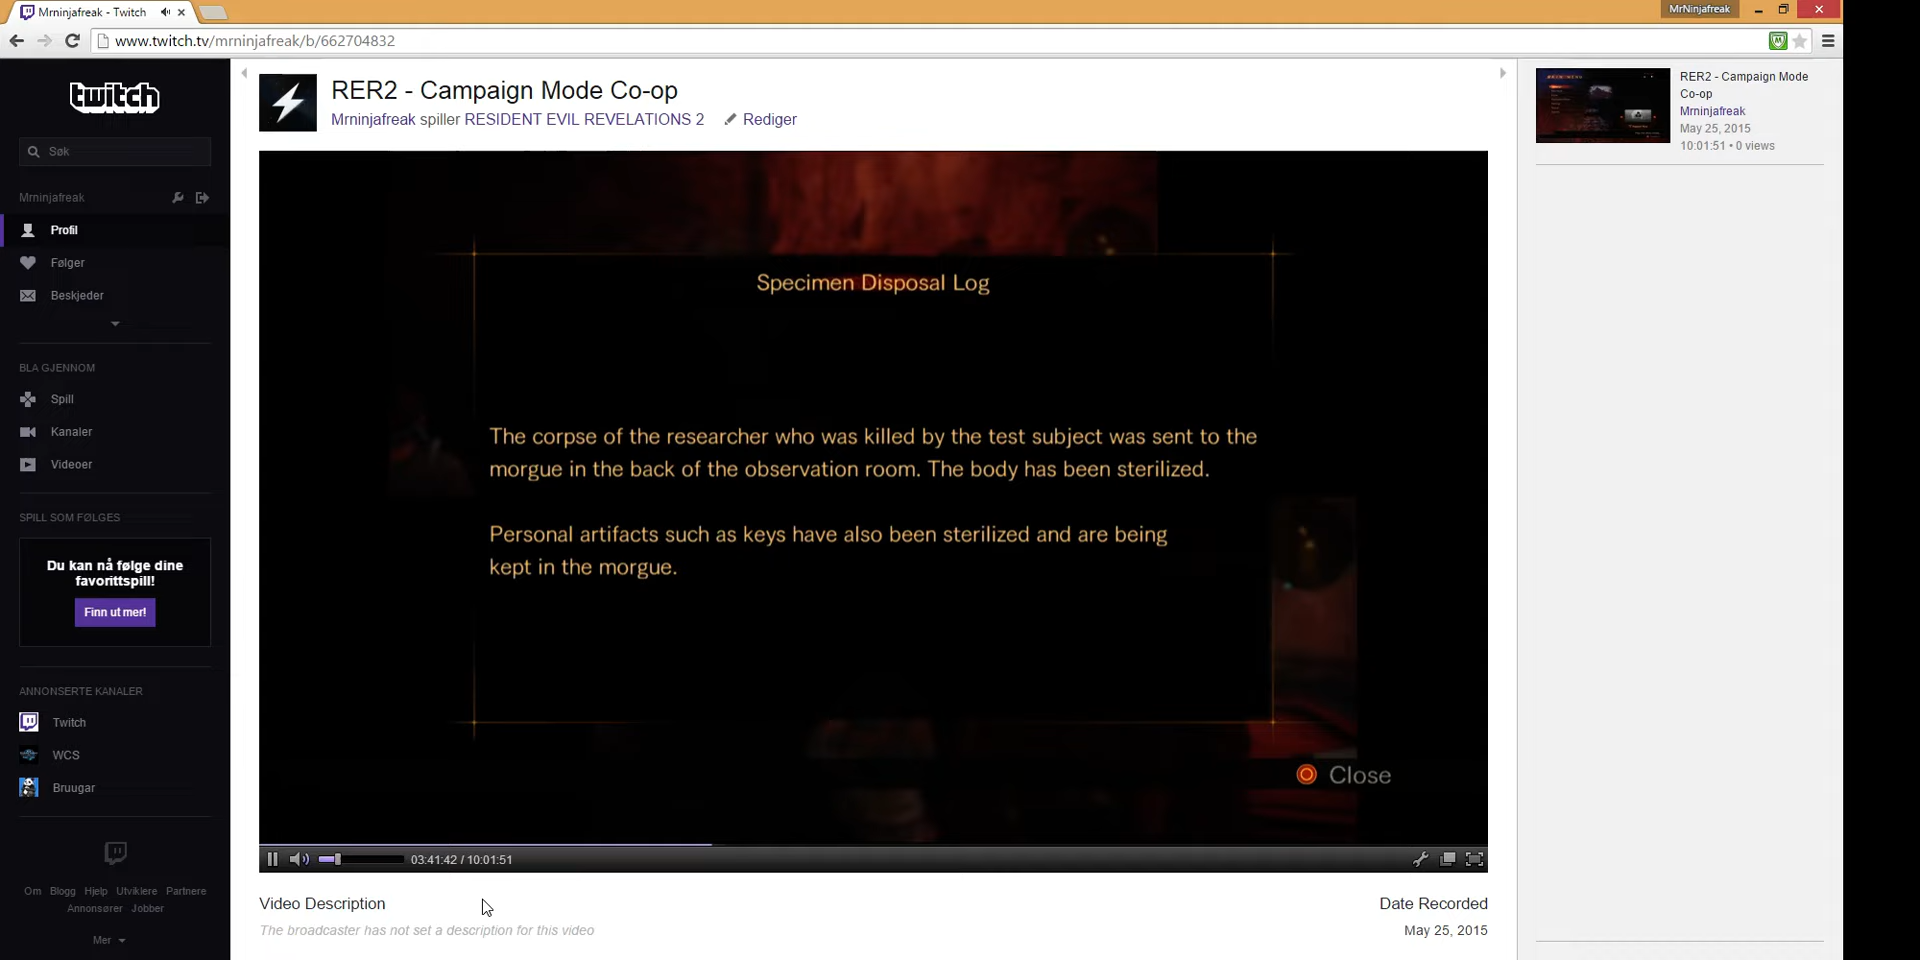 Mrninjafreak - Twitch
MrNinjafreak
www.twitch.tv/mrninjafreak/b/662704832
twitch
Søk
Mrninjafreak
Profil
Følger
Beskjeder
BLA GJENNOM
Spill
Kanaler
Videoer
SPILL SOM FØLGES
Du kan nå følge dine
favorittspill!
Finn ut mer!
ANNONSERTE KANALER
Twitch
WCS
Bruugar
Om Blogg Hjelp Utviklere Partnere
Annonsører Jobber
Mer
RER2 - Campaign Mode Co-op
Mrninjafreak spiller RESIDENT EVIL REVELATIONS 2 Rediger
Specimen Disposal Log
The corpse of the researcher who was killed by the test subject was sent to the
morgue in the back of the observation room. The body has been sterilized.
Personal artifacts such as keys have also been sterilized and are being
kept in the morgue.
Close
03:41:42 / 10:01:51
Video Description
The broadcaster has not set a description for this video
Date Recorded
May 25, 2015
RER2 - Campaign Mode
Co-op
Mrninjafreak
May 25, 2015
10:01:51 • 0 views